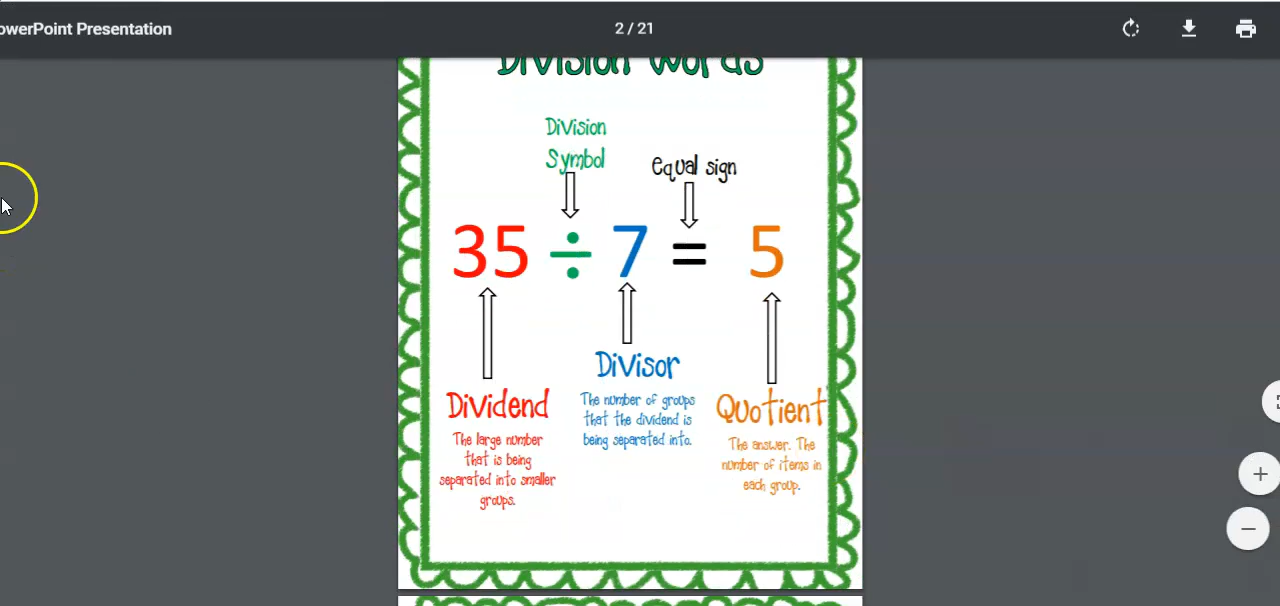 owerPoint Presentation
2 / 21
Division Words
Division
Symbol
equal sign
35 ÷ 7 = 5
Dividend
The large number
that is being
separated into smaller
groups.
Divisor
The number of groups
that the dividend is
being separated into.
Quotient
The answer. The
number of items in
each group.